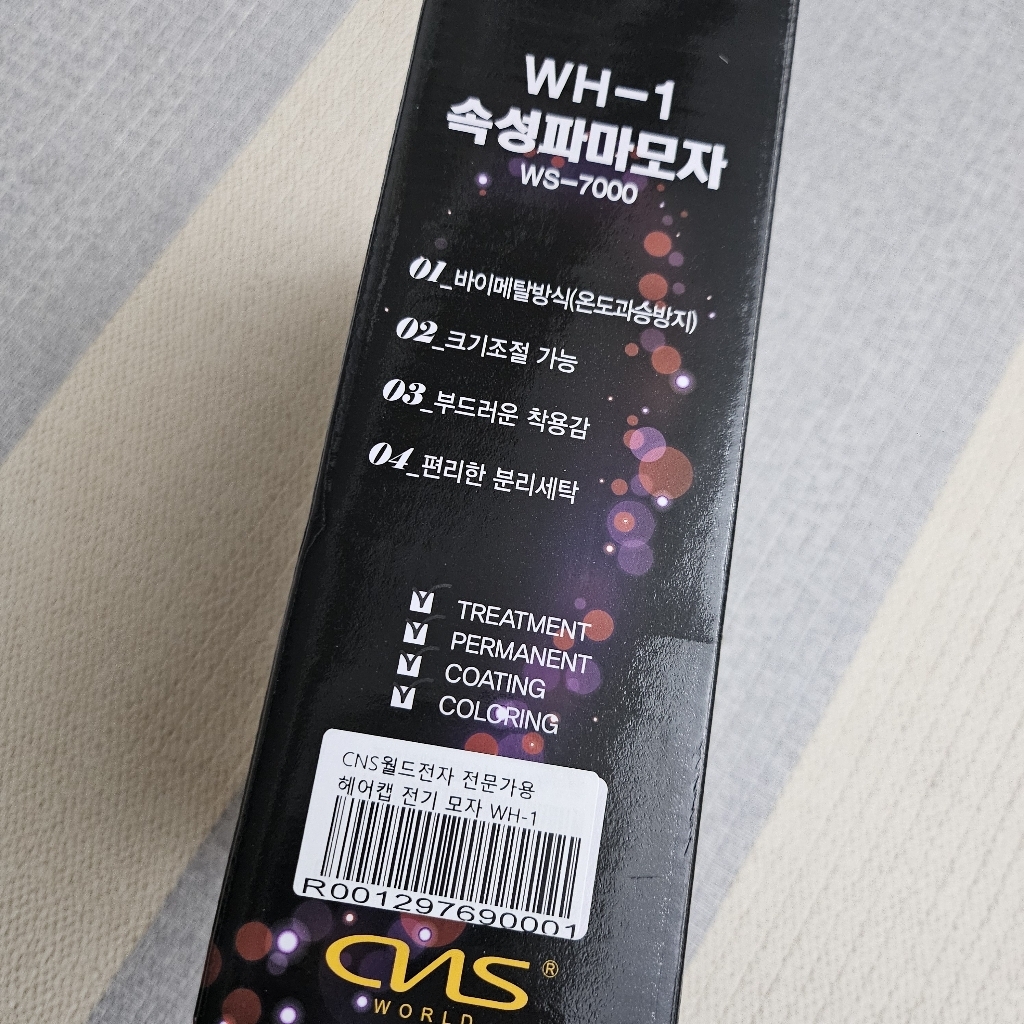 WH-1
속성파마모자
WS-7000
01_바이메탈방식(온도과승방지)
02_크기조절 가능
03_부드러운 착용감
04_편리한 분리세탁
TREATMENT
PERMANENT
COATING
COLORING
CNS월드전자 전문가용
헤어캡 전기 모자 WH-1
R001297690001
CNS®
WORLD